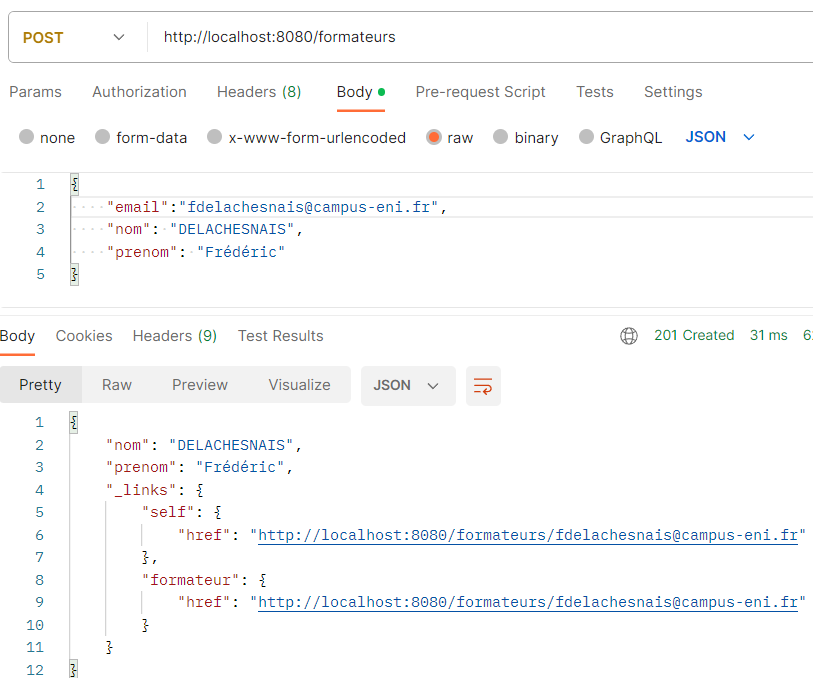 POST http://localhost:8080/formateurs
Params Authorization Headers (8) Body Pre-request Script Tests Settings
none form-data x-www-form-urlencoded raw binary GraphQL JSON
1 {
2 "email":"fdelachesnais@campus-eni.fr",
3 "nom": "DELACHESNAIS",
4 "prenom": "Frédéric"
5 }
Body Cookies Headers (9) Test Results 201 Created 31 ms
Pretty Raw Preview Visualize JSON
1 {
2 "nom": "DELACHESNAIS",
3 "prenom": "Frédéric",
4 "_links": {
5 "self": {
6 "href": "http://localhost:8080/formateurs/fdelachesnais@campus-eni.fr"
7 },
8 "formateur": {
9 "href": "http://localhost:8080/formateurs/fdelachesnais@campus-eni.fr"
10 }
11 }
12 }